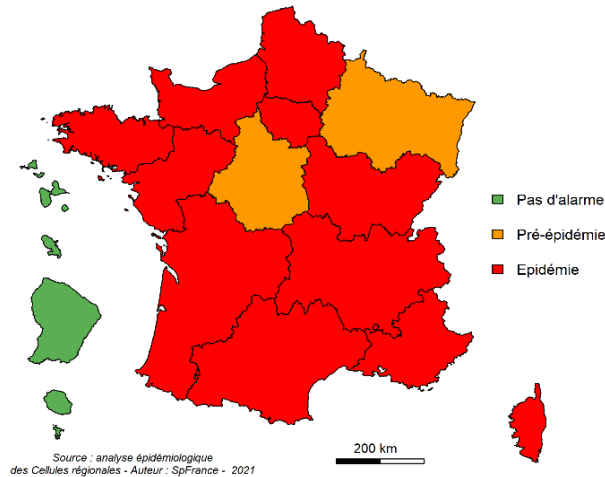 Pas d'alarme
Pré-épidémie
Epidémie
200 km
Source : analyse épidémiologique
des Cellules régionales - Auteur : SpFrance - 2021